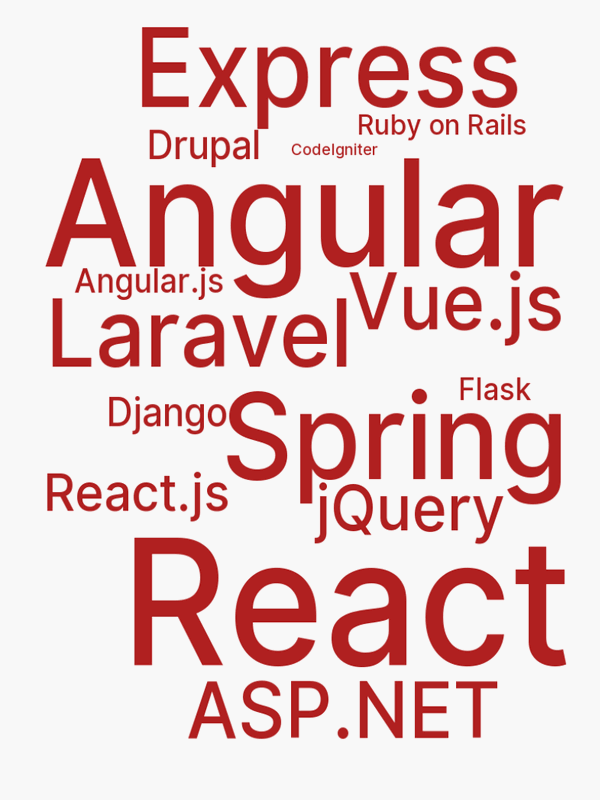 Express
Ruby on Rails
Drupal
CodeIgniter
Angular
Angular.js
Vue.js
Laravel
Flask
Django
Spring
React.js
jQuery
React
ASP.NET